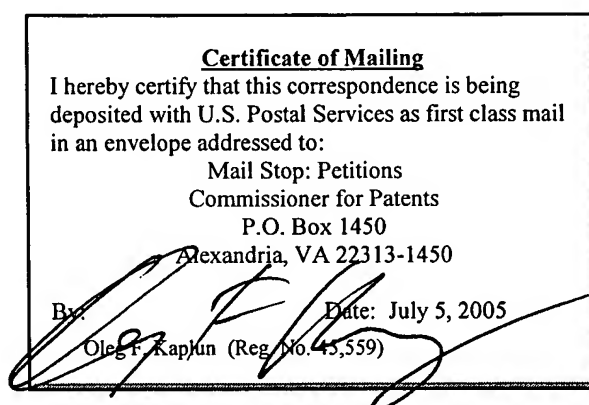 Certificate of Mailing
I hereby certify that this correspondence is being
deposited with U.S. Postal Services as first class mail
in an envelope addressed to:
Mail Stop: Petitions
Commissioner for Patents
P.O. Box 1450
Alexandria, VA 22313-1450
By: Date: July 5, 2005
Oleg F. Kaplun (Reg. No. 45,559)